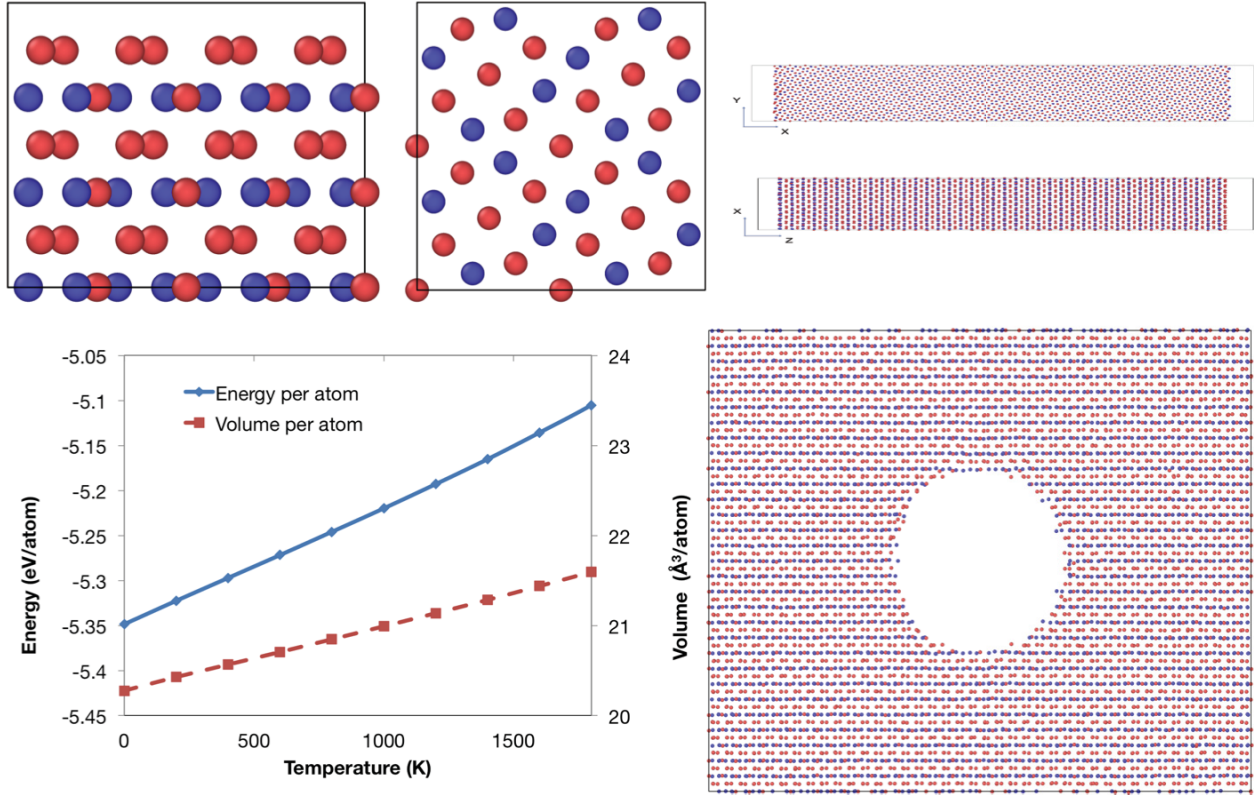 Y
X
X
Z
-5.05
-5.1
-5.15
-5.2
-5.25
-5.3
-5.35
-5.4
-5.45
Energy (eV/atom)
Energy per atom
Volume per atom
24
23
22
21
20
Volume (Å³/atom)
0
500
1000
1500
Temperature (K)